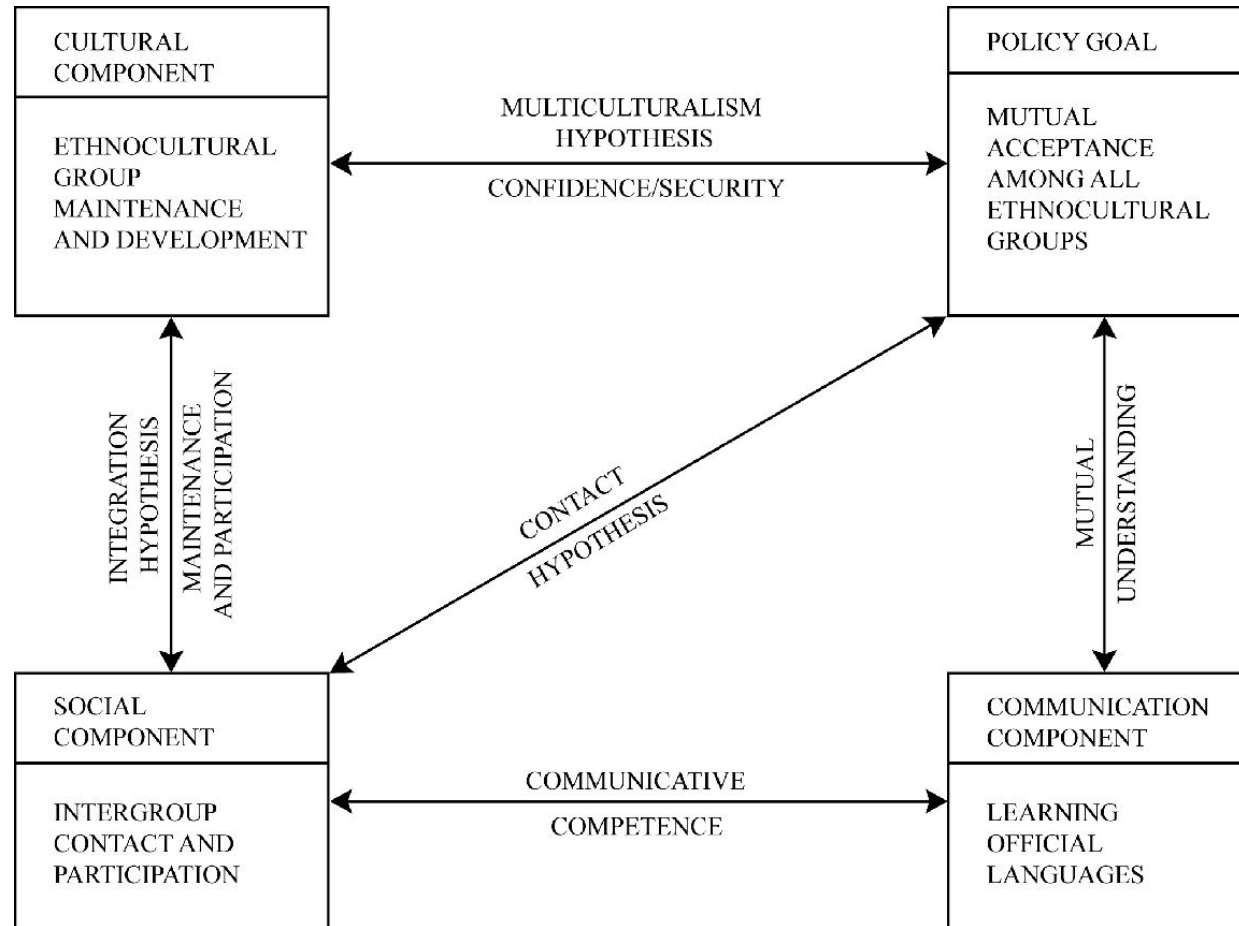 CULTURAL
COMPONENT
ETHNOCULTURAL
GROUP
MAINTENANCE
AND DEVELOPMENT
MULTICULTURALISM
HYPOTHESIS
CONFIDENCE/SECURITY
POLICY GOAL
MUTUAL
ACCEPTANCE
AMONG ALL
ETHNOCULTURAL
GROUPS
INTEGRATION
HYPOTHESIS
MAINTENANCE
AND PARTICIPATION
CONTACT
HYPOTHESIS
MUTUAL
UNDERSTANDING
SOCIAL
COMPONENT
INTERGROUP
CONTACT AND
PARTICIPATION
COMMUNICATIVE
COMPETENCE
COMMUNICATION
COMPONENT
LEARNING
OFFICIAL
LANGUAGES